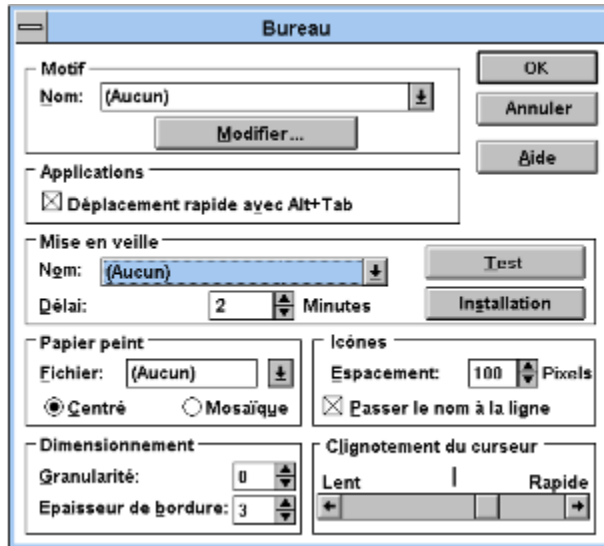 Bureau
Motif
Nom: (Aucun)
Modifier...
OK
Annuler
Aide
Applications
Déplacement rapide avec Alt+Tab
Mise en veille
Nom: (Aucun)
Test
Délai: 2 Minutes
Installation
Papier peint
Fichier: (Aucun)
Centré Mosaïque
Icônes
Espacement: 100 Pixels
Passer le nom à la ligne
Dimensionnement
Granularité: 0
Epaisseur de bordure: 3
Clignotement du curseur
Lent Rapide